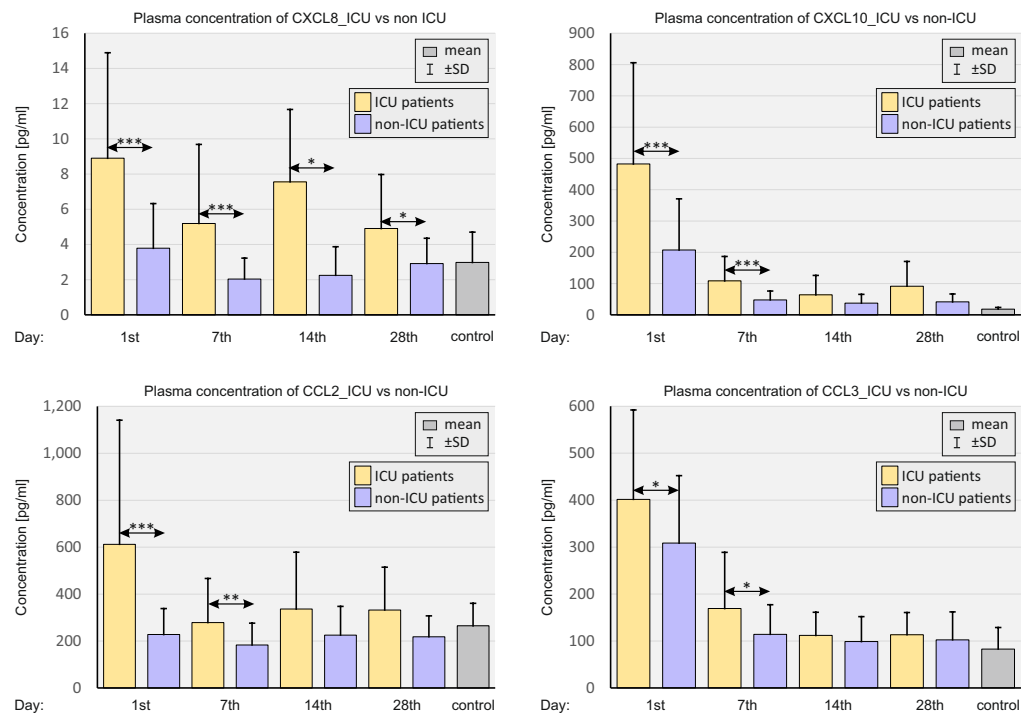 Plasma concentration of CXCL8_ICU vs non ICU
16
14
12
10
8
6
4
2
0
Concentration [pg/ml]
mean
±SD
ICU patients
non-ICU patients
***
***
*
*
Day: 1st 7th 14th 28th control
Plasma concentration of CXCL10_ICU vs non-ICU
900
800
700
600
500
400
300
200
100
0
Concentration [pg/ml]
mean
±SD
ICU patients
non-ICU patients
***
***
Day: 1st 7th 14th 28th control
Plasma concentration of CCL2_ICU vs non-ICU
1,200
1,000
800
600
400
200
0
Concentration [pg/ml]
mean
±SD
ICU patients
non-ICU patients
***
**
Day: 1st 7th 14th 28th control
Plasma concentration of CCL3_ICU vs non-ICU
600
500
400
300
200
100
0
Concentration [pg/ml]
mean
±SD
ICU patients
non-ICU patients
*
*
Day: 1st 7th 14th 28th control